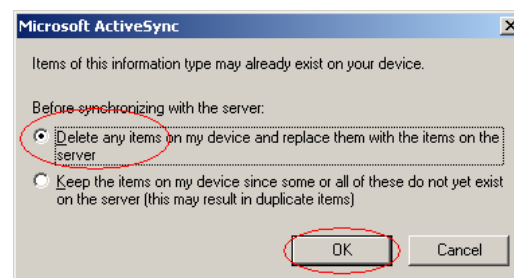 Microsoft ActiveSync
Items of this information type may already exist on your device.
Before synchronizing with the server:
Delete any items on my device and replace them with the items on the
server
Keep the items on my device since some or all of these do not yet exist
on the server (this may result in duplicate items)
OK Cancel